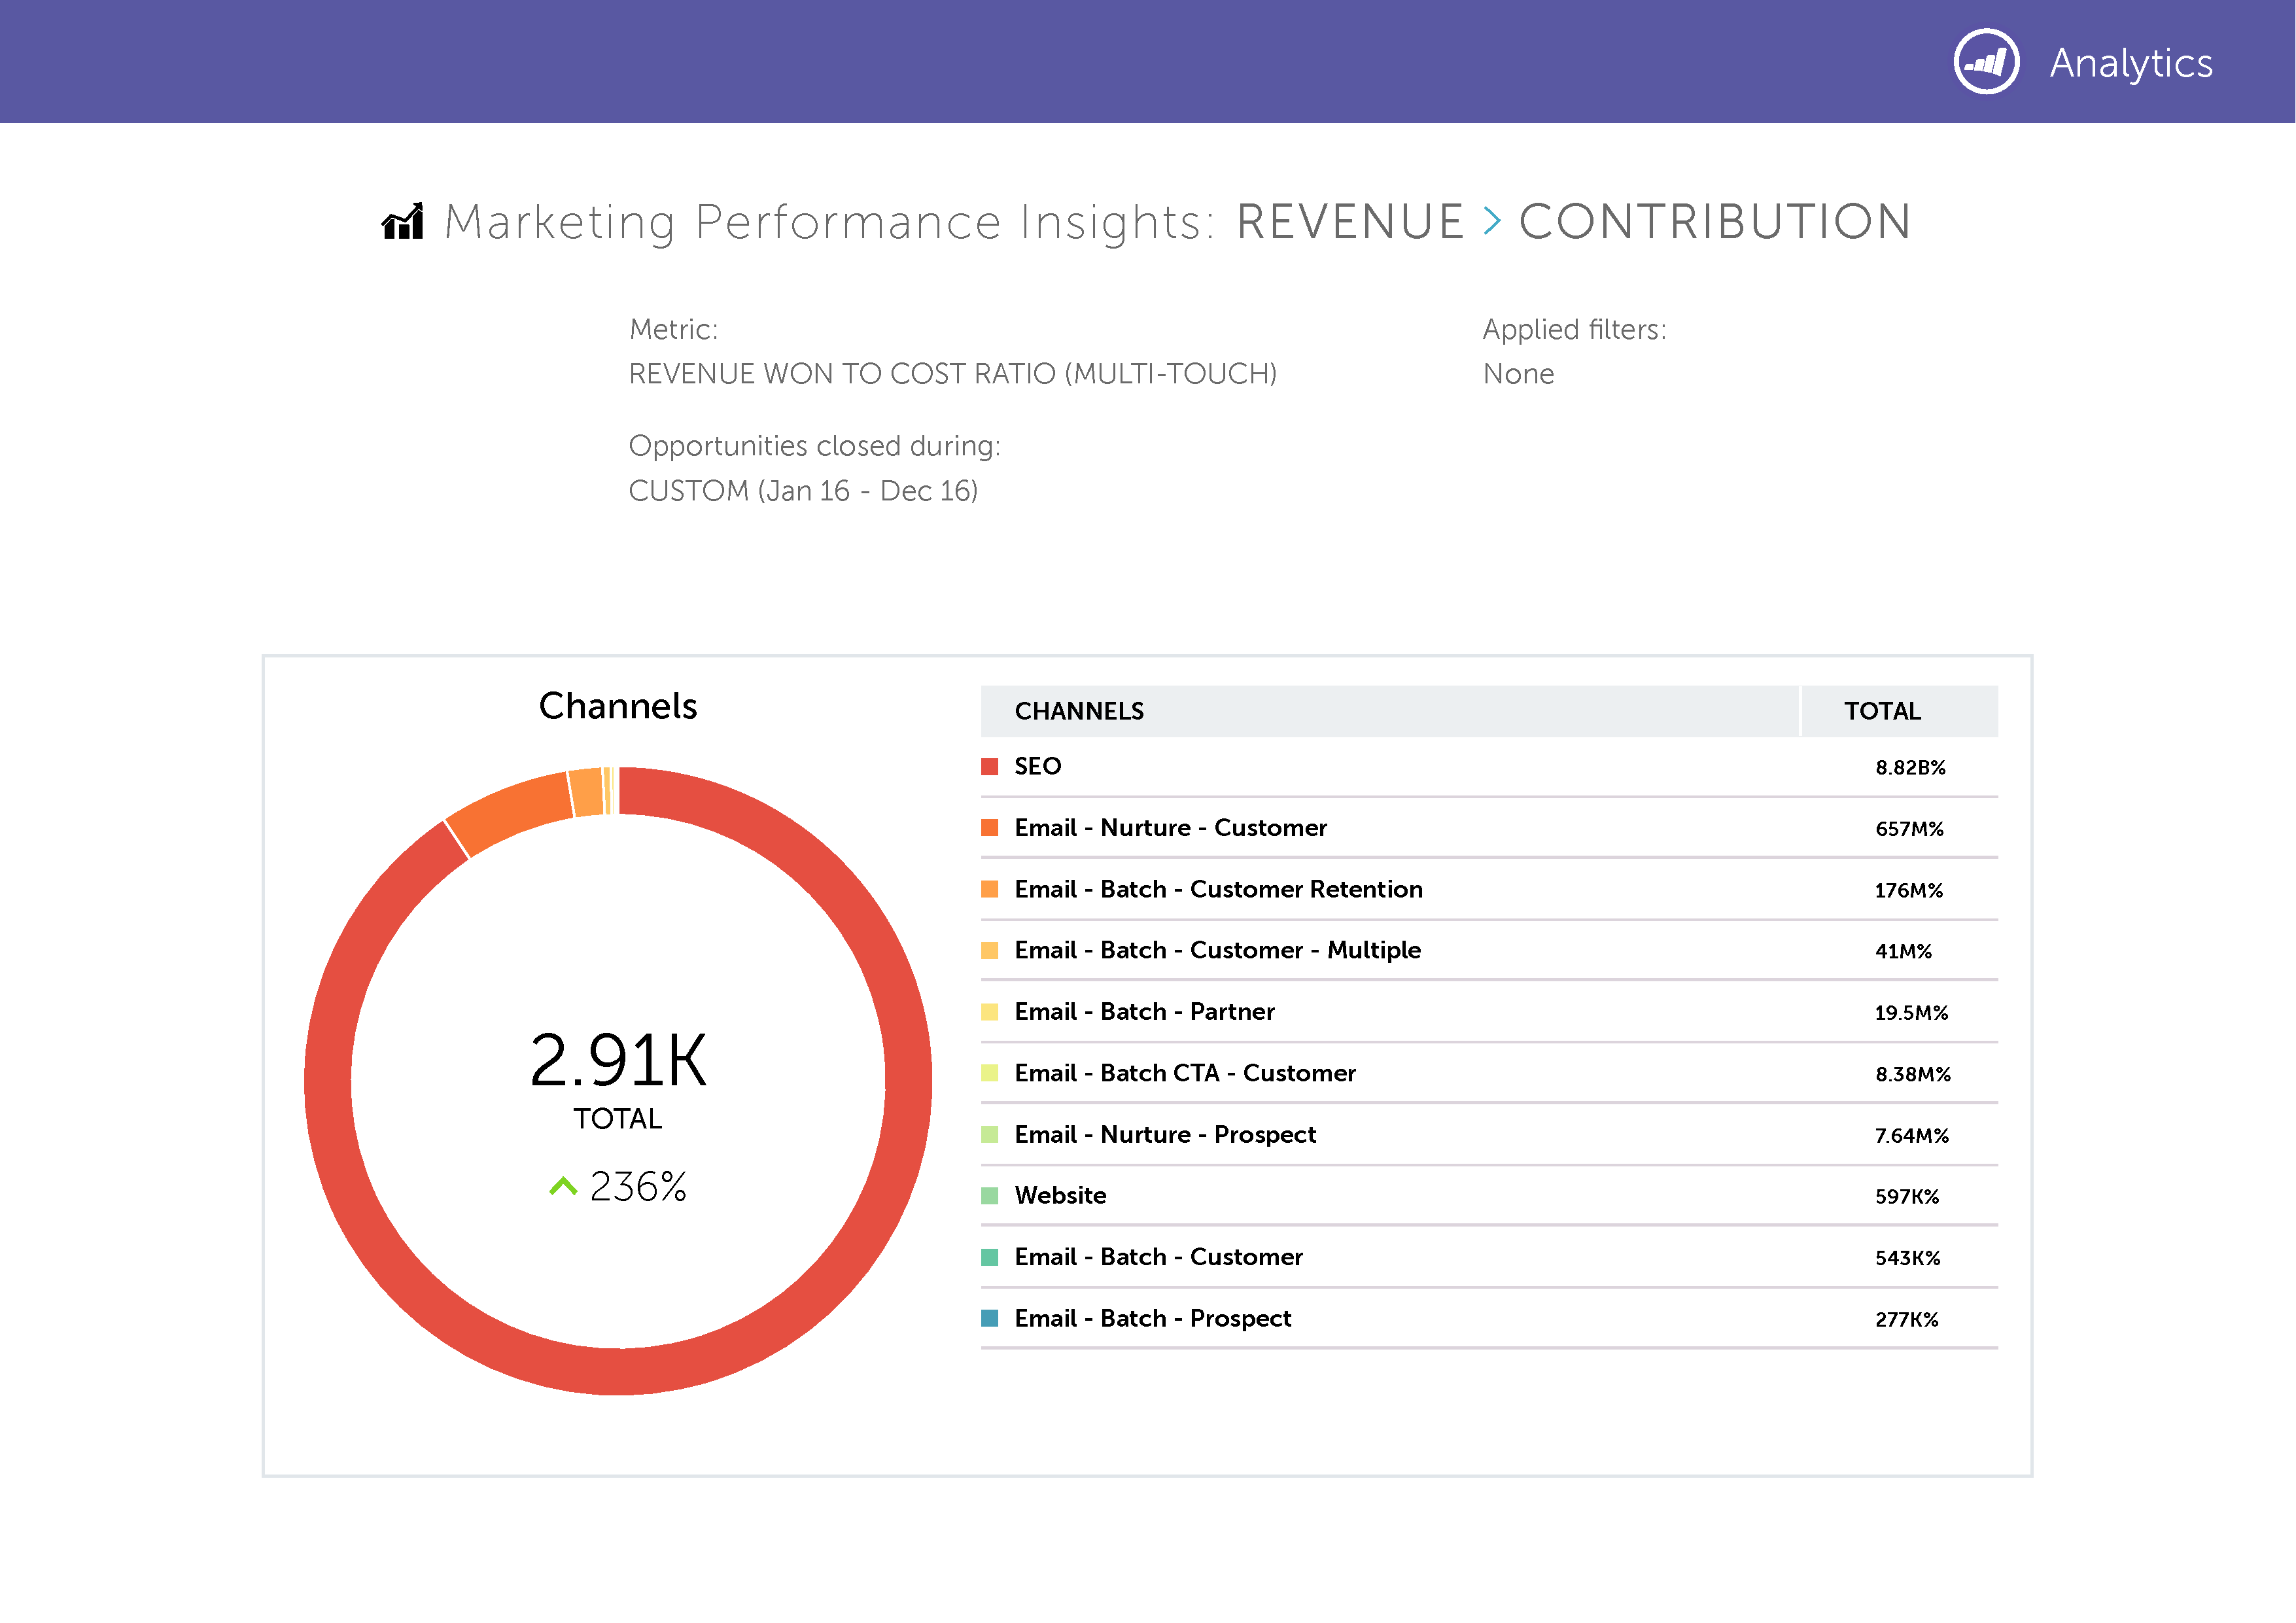 Analytics
Marketing Performance Insights: REVENUE > CONTRIBUTION
Metric:
REVENUE WON TO COST RATIO (MULTI-TOUCH)
Applied filters:
None
Opportunities closed during:
CUSTOM (Jan 16 - Dec 16)
Channels
2.91K
TOTAL
236%
CHANNELS TOTAL
SEO 8.82B%
Email - Nurture - Customer 657M%
Email - Batch - Customer Retention 176M%
Email - Batch - Customer - Multiple 41M%
Email - Batch - Partner 19.5M%
Email - Batch CTA - Customer 8.38M%
Email - Nurture - Prospect 7.64M%
Website 597K%
Email - Batch - Customer 543K%
Email - Batch - Prospect 277K%